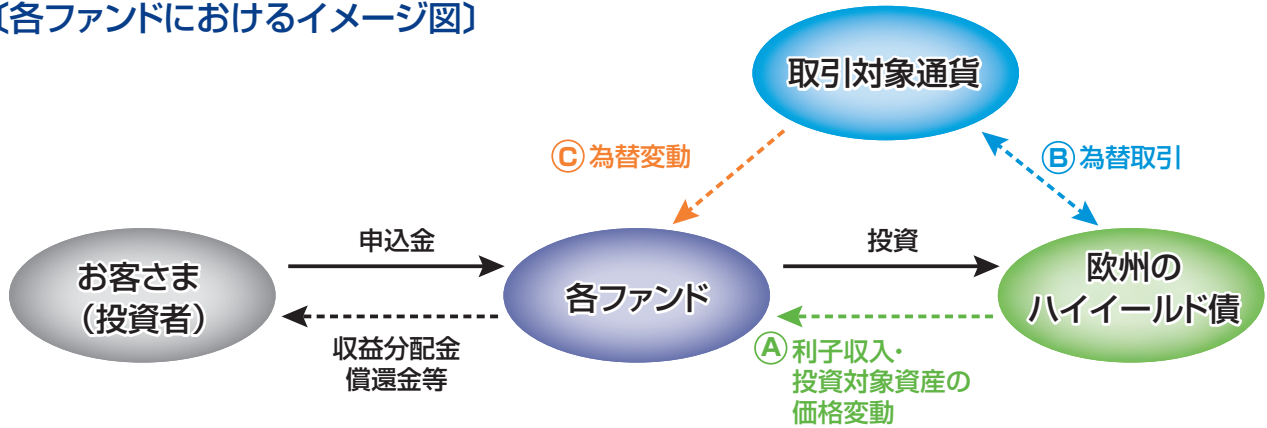 〔各ファンドにおけるイメージ図〕
取引対象通貨
Ⓒ為替変動
Ⓑ為替取引
申込金
投資
お客さま
（投資者）
各ファンド
欧州の
ハイイールド債
収益分配金
償還金等
Ⓐ利子収入・
投資対象資産の
価格変動